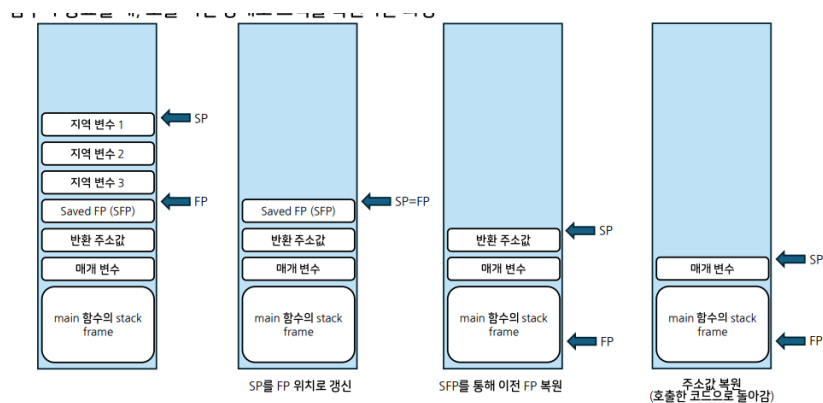 지역 변수 1
SP
지역 변수 2
지역 변수 3
FP
Saved FP (SFP)
반환 주소값
매개 변수
main 함수의 stack
frame
Saved FP (SFP)
SP=FP
반환 주소값
매개 변수
main 함수의 stack
frame
SP를 FP 위치로 갱신
SP
반환 주소값
매개 변수
main 함수의 stack
frame
FP
SFP를 통해 이전 FP 복원
SP
매개 변수
main 함수의 stack
frame
FP
주소값 복원
(호출한 코드으로 돌아감)